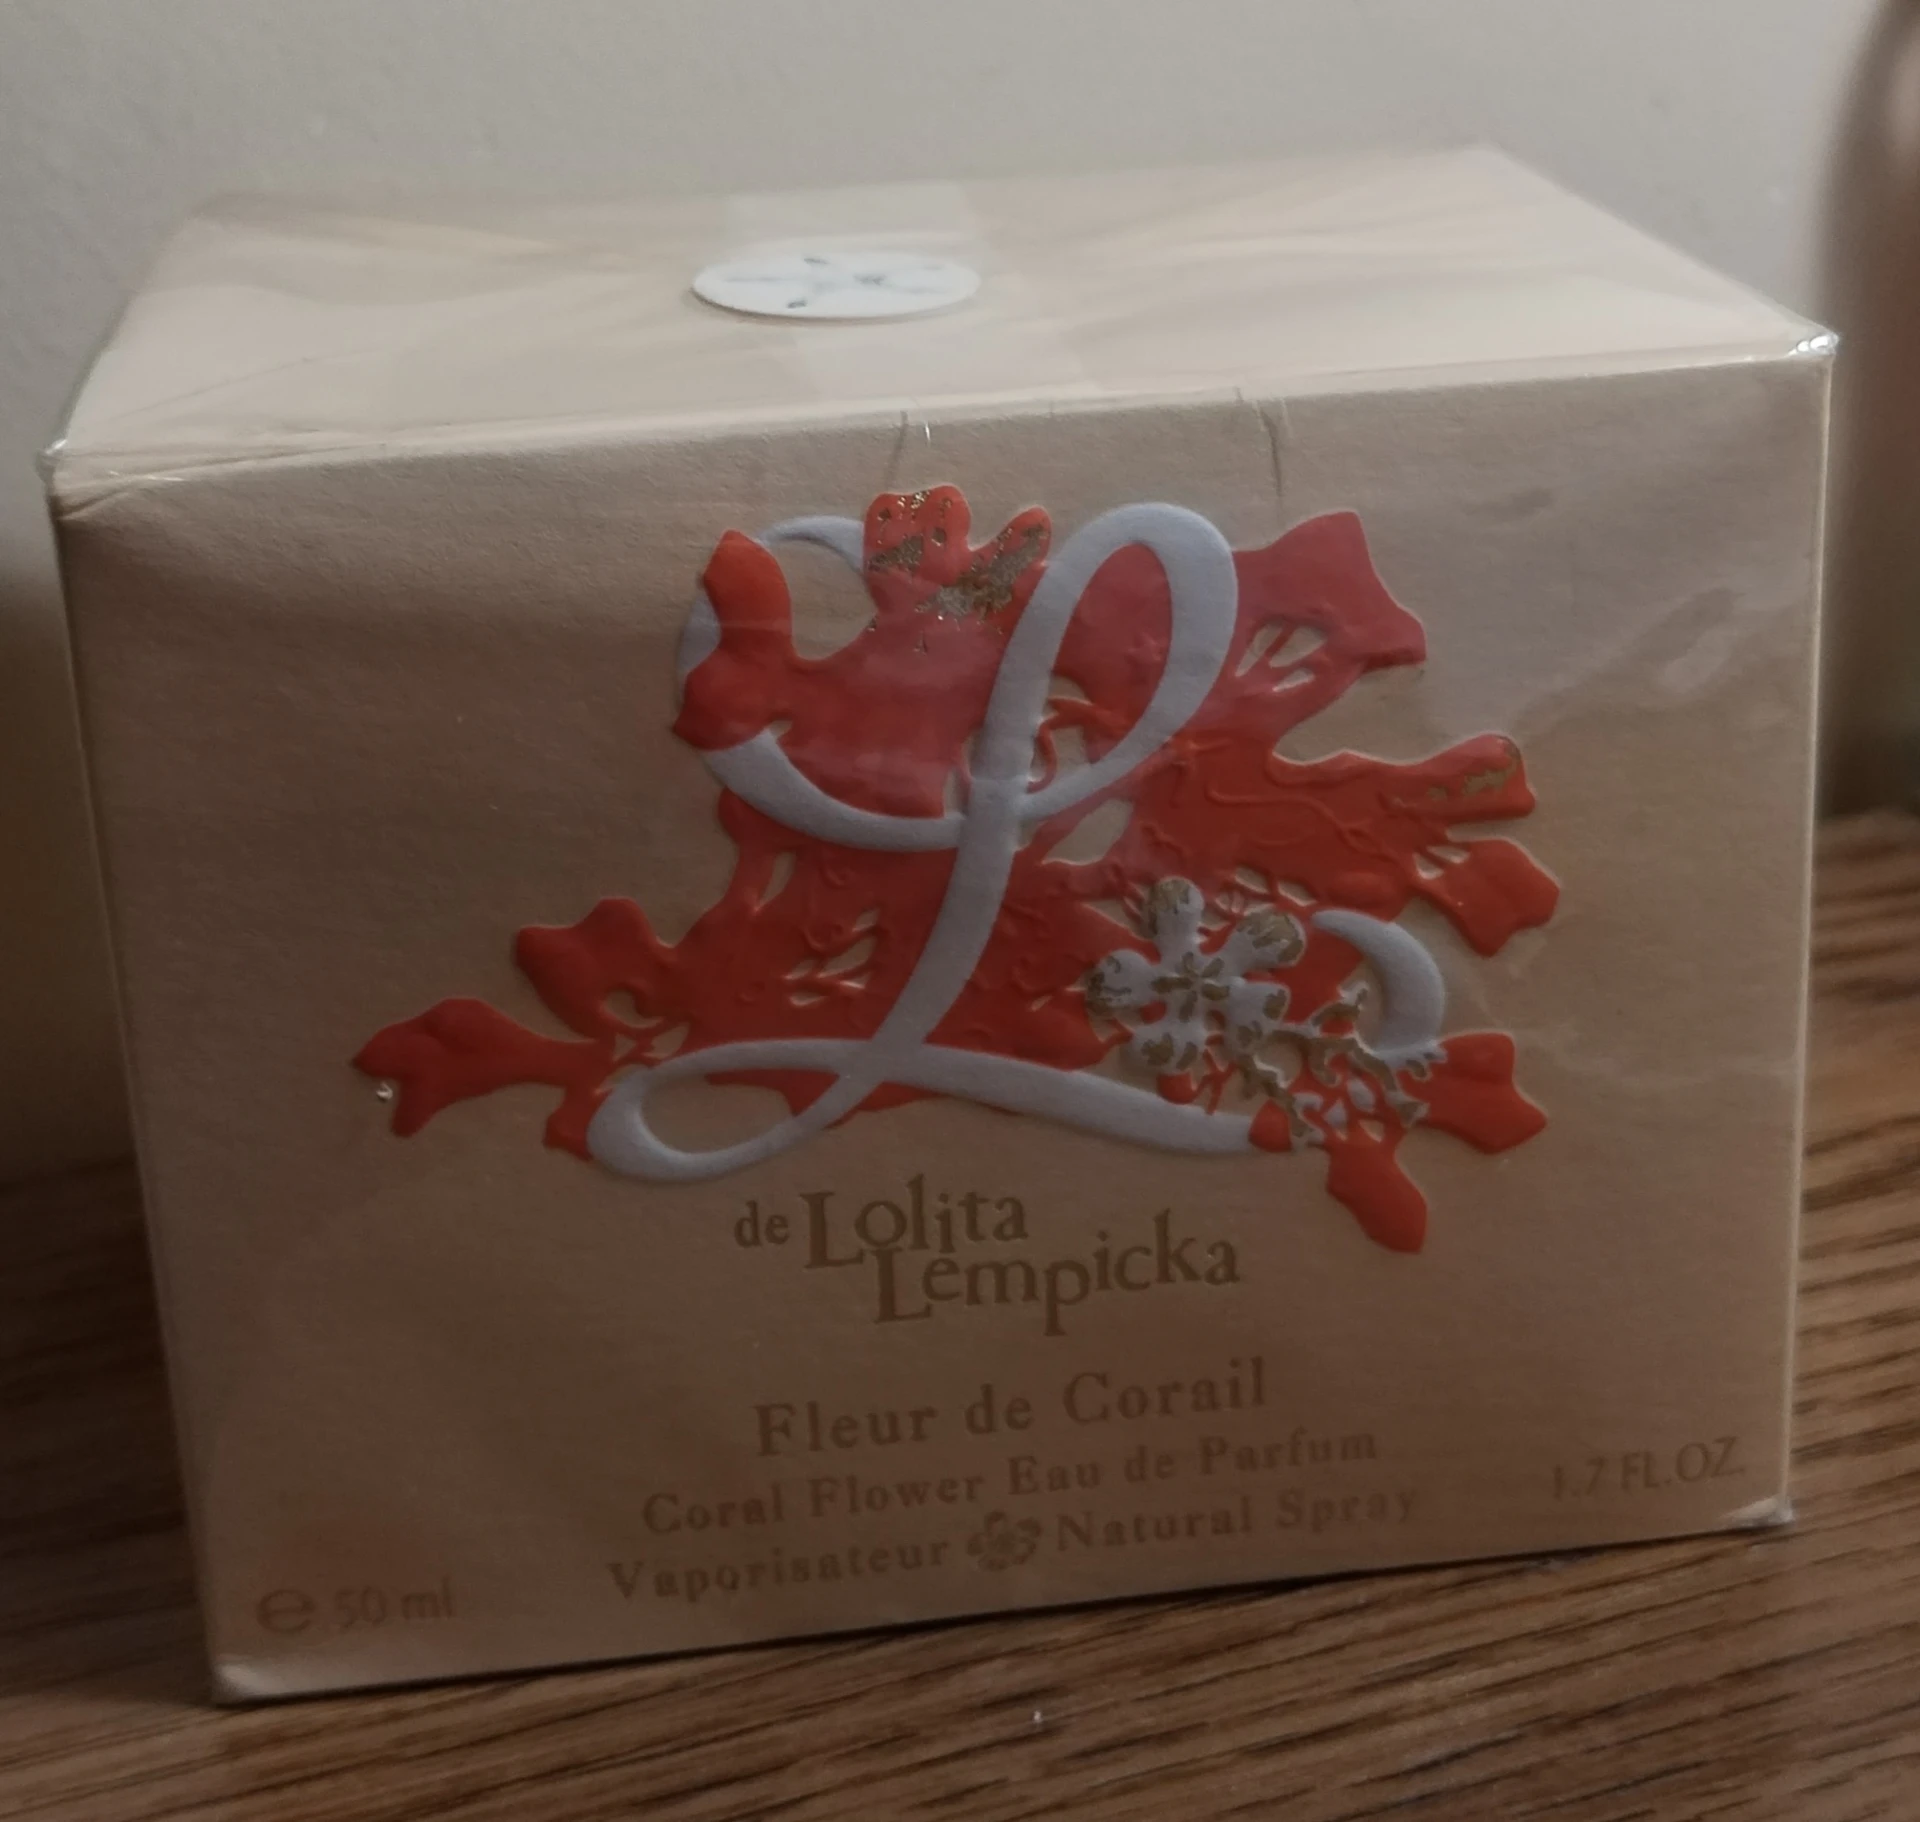 L
de Lolita
Lempicka
Fleur de Corail
Coral Flower Eau de Parfum
Vaporisateur Natural Spray
e 50 ml
1.7 FL.OZ.